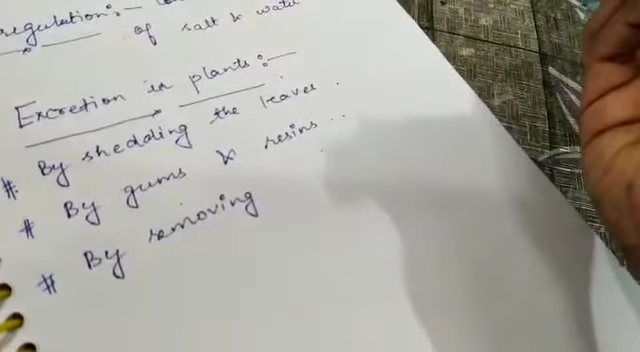 regulation:-
of salt & water
Excretion in plants:-
# By shedding the leaves.
# By gums & resins..
# By removing